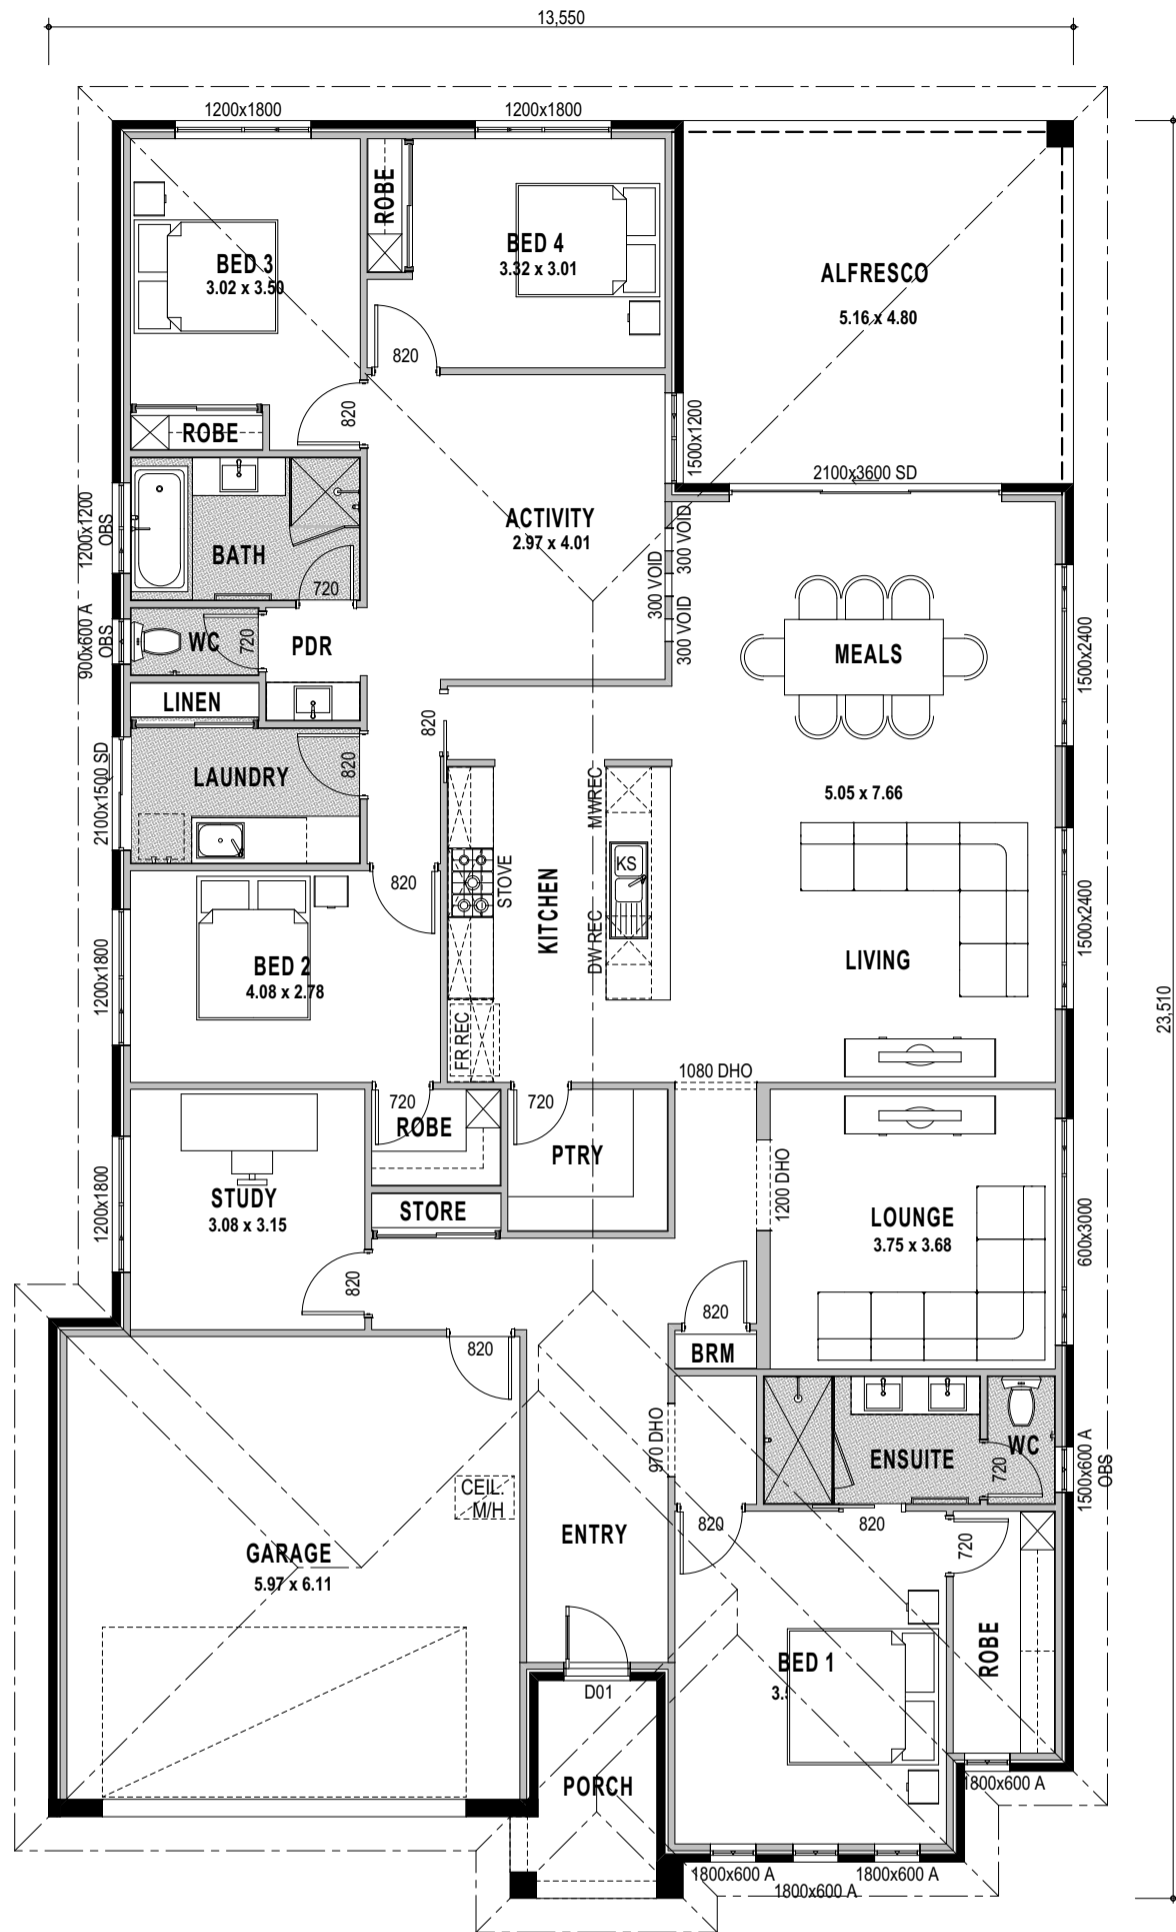 13,550
1200x1800
1200x1800
ROBE
BED 3
3.02 x 3.50
BED 4
3.32 x 3.01
ALFRESCO
5.16 x 4.80
820
820
ROBE
1500x1200
2100x3600 SD
1200x1200
OBS
BATH
720
ACTIVITY
2.97 x 4.01
300 VOID
300 VOID
300 VOID
900x600 A
OBS
WC
720
PDR
MEALS
1500x2400
LINEN
820
2100x1500 SD
LAUNDRY
820
MWREC
5.05 x 7.66
820
STOVE
KS
KITCHEN
DW REC
1500x2400
1200x1800
BED 2
4.08 x 2.78
LIVING
23,510
FR REC
1080 DHO
720
ROBE
720
PTRY
1200 DHO
1200x1800
STUDY
3.08 x 3.15
STORE
LOUNGE
3.75 x 3.68
600x3000
820
820
820
BRM
970 DHO
ENSUITE
WC
720
1500x600 A
OBS
CEIL.
M/H
820
820
720
ENTRY
GARAGE
5.97 x 6.11
ROBE
BED 1
D01
PORCH
1800x600 A
1800x600 A
1800x600 A
1800x600 A